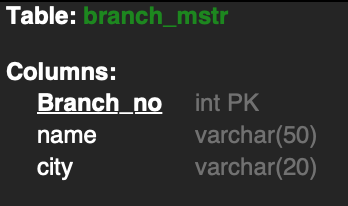 Table: branch_mstr
Columns:
Branch_no int PK
name varchar(50)
city varchar(20)